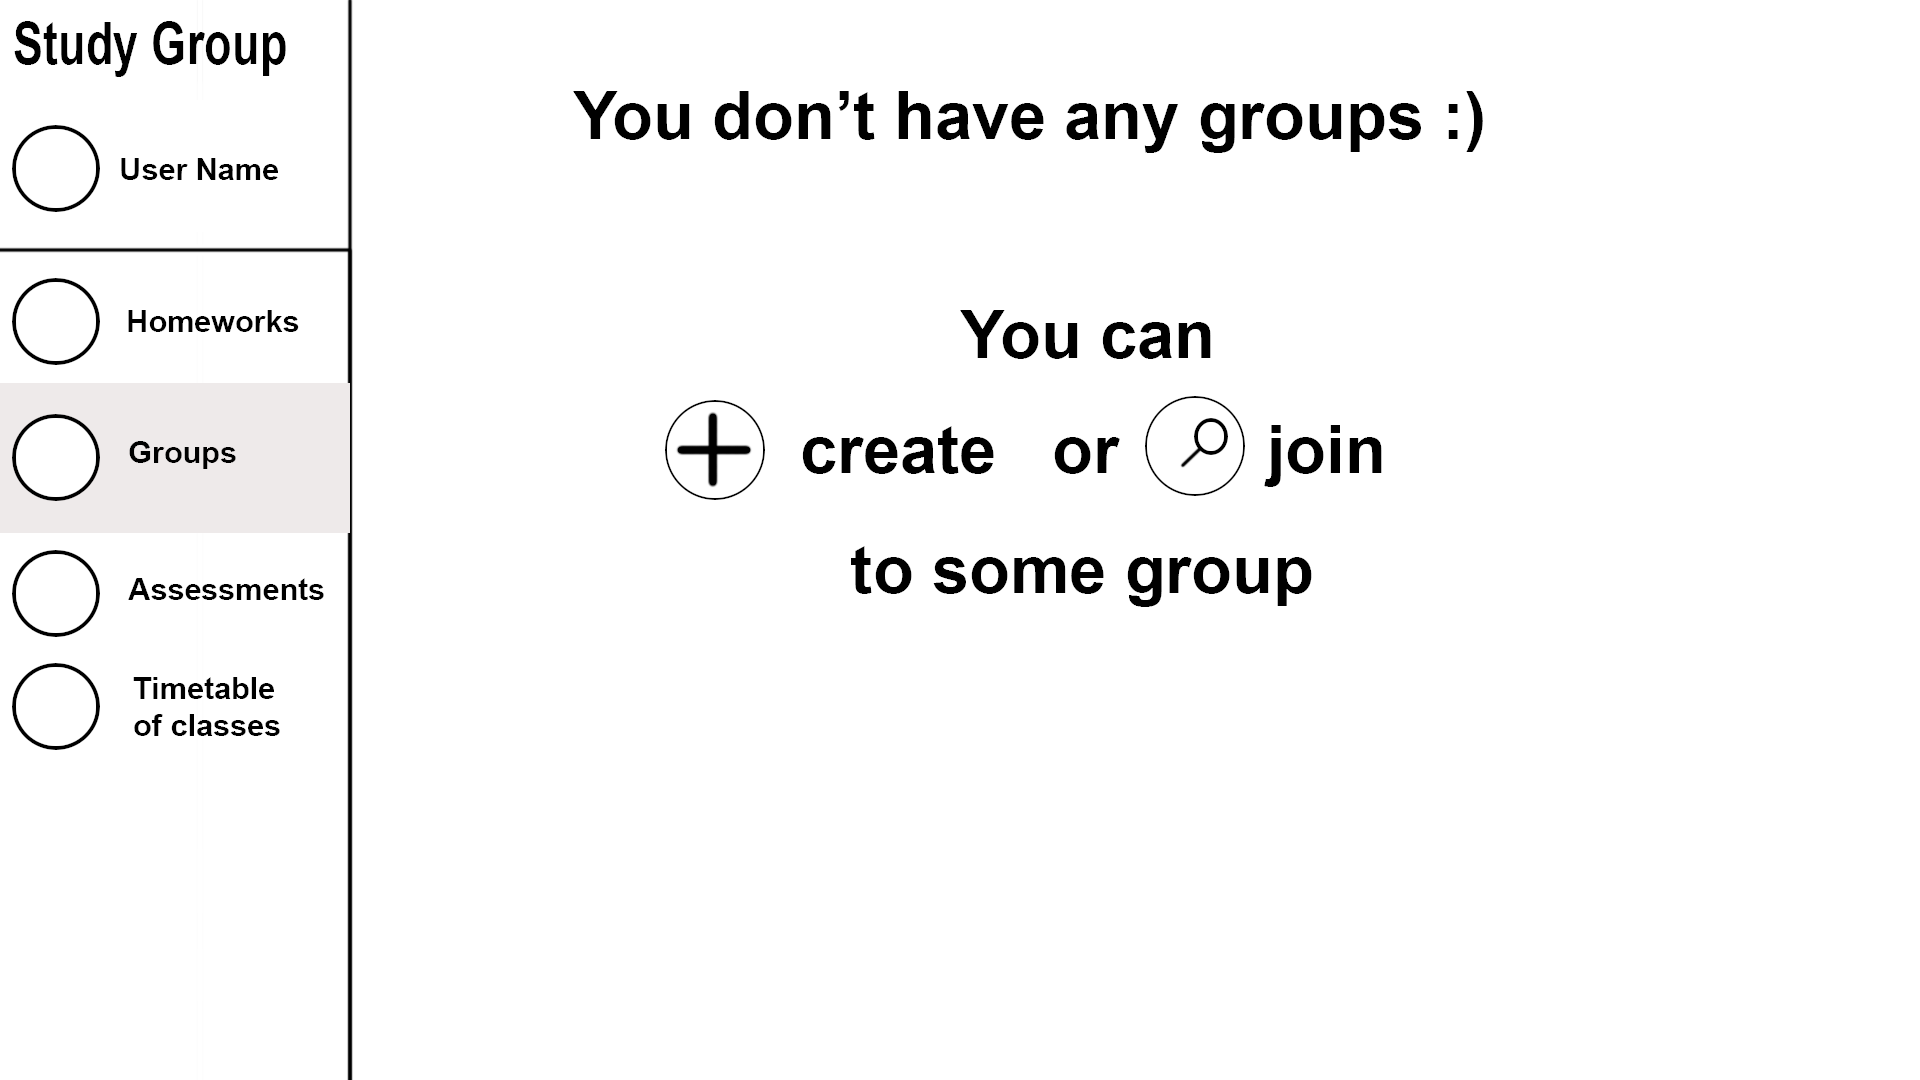 Study Group
User Name
Homeworks
Groups
Assessments
Timetable
of classes
You don’t have any groups :)
You can
create or join
to some group